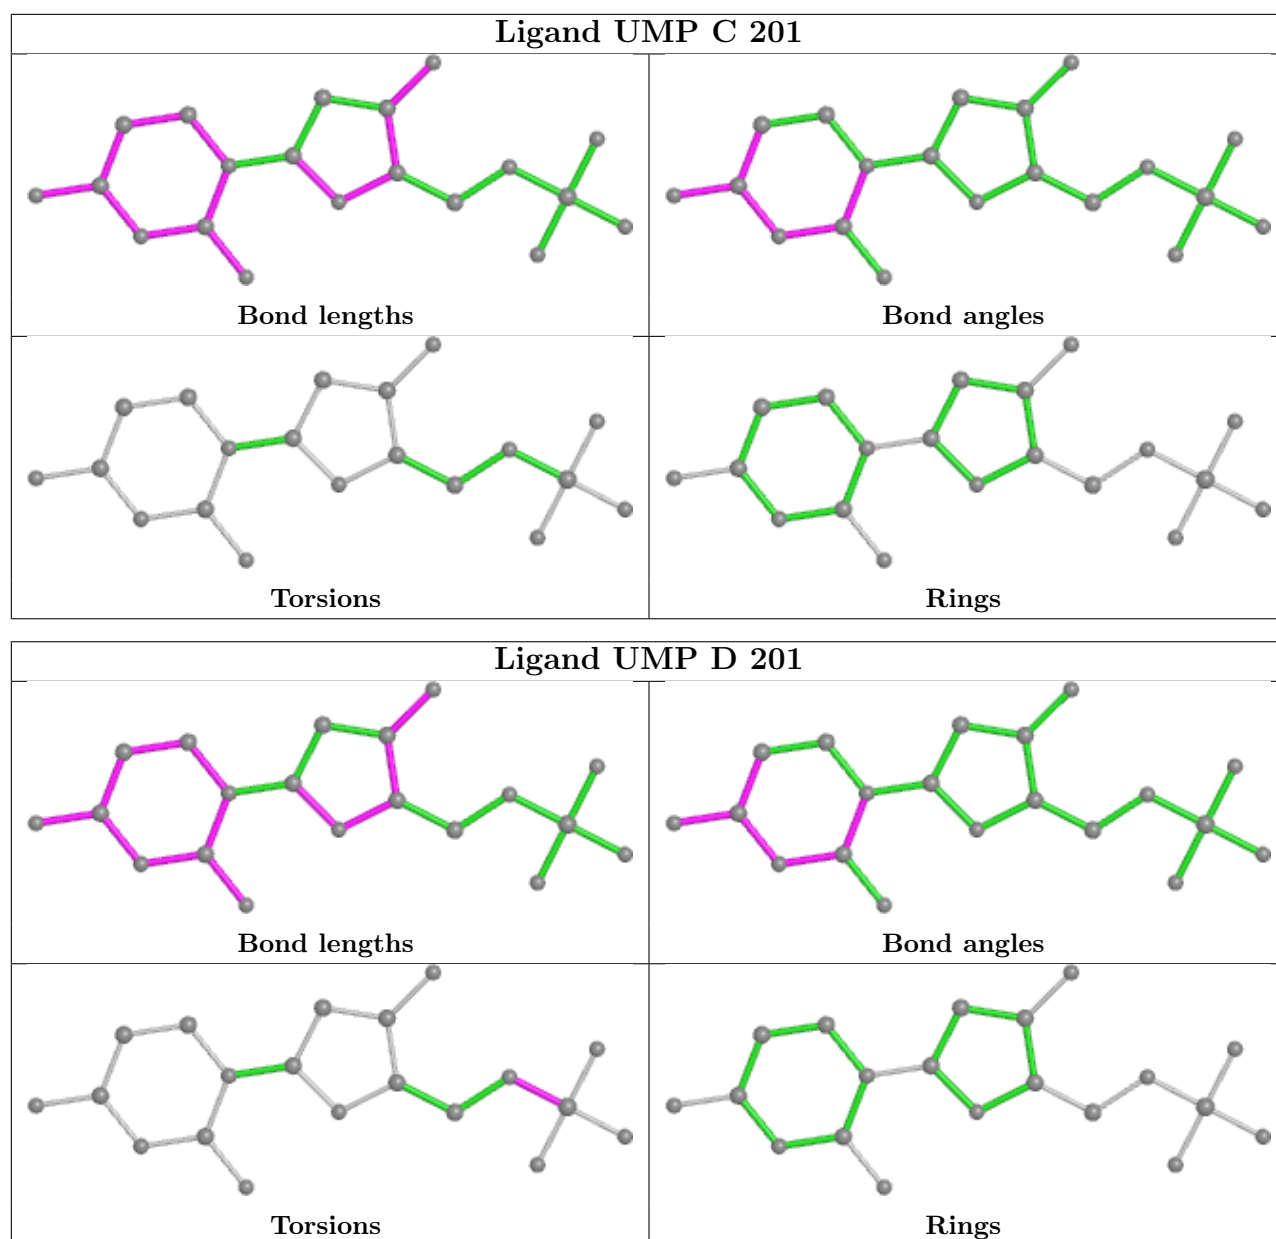 Ligand UMP C 201
Bond lengths
Bond angles
Torsions
Rings
Ligand UMP D 201
Bond lengths
Bond angles
Torsions
Rings